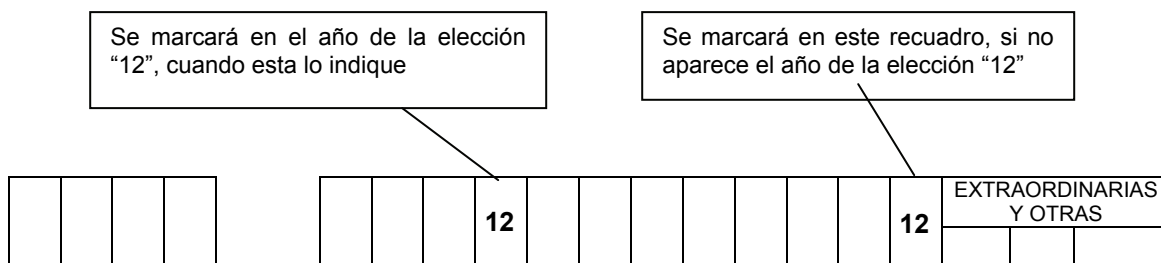 Se marcará en el año de la elección
“12”, cuando esta lo indique
Se marcará en este recuadro, si no
aparece el año de la elección “12”
12
12
EXTRAORDINARIAS
Y OTRAS